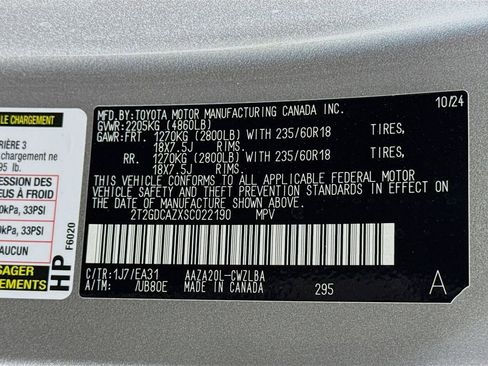 LE CHARGEMENT
RIÈRE 3
chargement ne
95 lb.
ESSION DES
EUS À FROID
0kPa, 33PSI
0kPa, 33PSI
AUCUN
SAGER
NEMENTS
HP
F6020
MFD.BY:TOYOTA MOTOR MANUFACTURING CANADA INC. 10/24
GVWR:2205KG (4860LB)
GAWR:FRT. 1270KG (2800LB) WITH 235/60R18 TIRES,
18X7.5J RIMS.
RR. 1270KG (2800LB) WITH 235/60R18 TIRES,
18X7.5J RIMS.
THIS VEHICLE CONFORMS TO ALL APPLICABLE FEDERAL MOTOR
VEHICLE SAFETY AND THEFT PREVENTION STANDARDS IN EFFECT
ON THE DATE OF MANUFACTURE SHOWN ABOVE.
2T2GDCAZXSC022190 MPV
C/TR:1J7/EA31 AAZA20L-CWZLBA
A/TM: /UB80E MADE IN CANADA 295 A